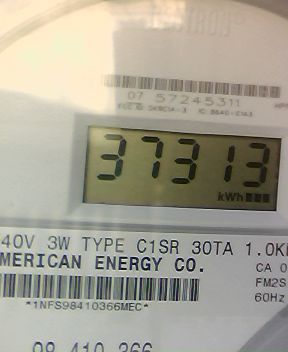 07 57245311
37313
kWh
40V 3W TYPE C1SR 30TA 1.0K
MERICAN ENERGY CO.
CA 0
FM2S
60Hz
*1NFS98410366MEC*
98 410 366